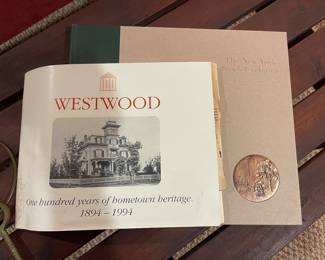 The New York
WESTWOOD
One hundred years of hometown heritage.
1894 – 1994